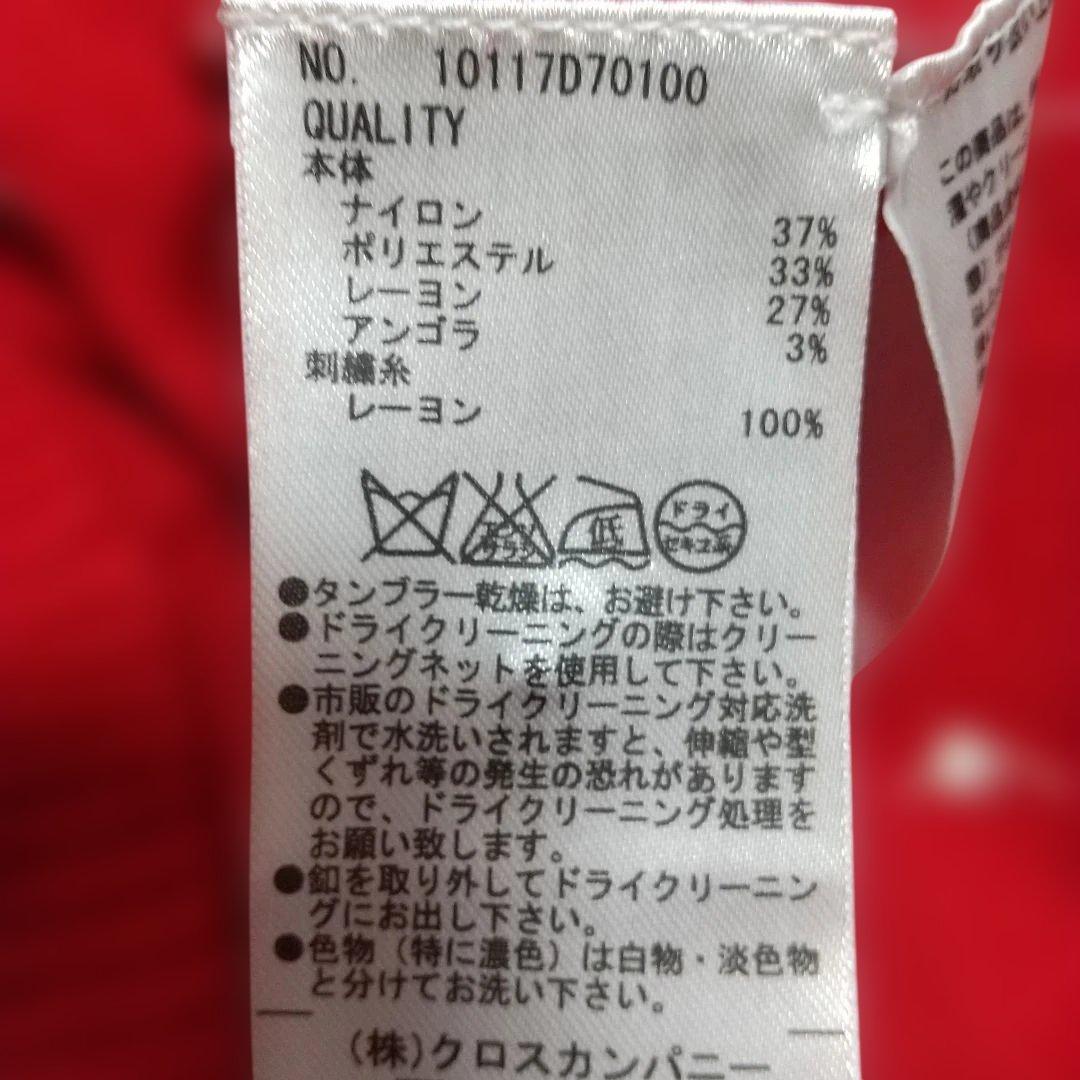 NO. 10117D70100
QUALITY
本体
ナイロン 37%
ポリエステル 33%
レーヨン 27%
アンゴラ 3%
刺繍糸
レーヨン 100%
低
ドライ
セキユ系
●タンブラー乾燥は、お避け下さい。
●ドライクリーニングの際はクリー
ニングネットを使用して下さい。
●市販のドライクリーニング対応洗
剤で水洗いされますと、伸縮や型
くずれ等の発生の恐れがあります
ので、ドライクリーニング処理を
お願い致します。
●釦を取り外してドライクリーニン
グにお出し下さい。
●色物(特に濃色)は白物・淡色物
と分けてお洗い下さい。
(株)クロスカンパニー
この商品は、